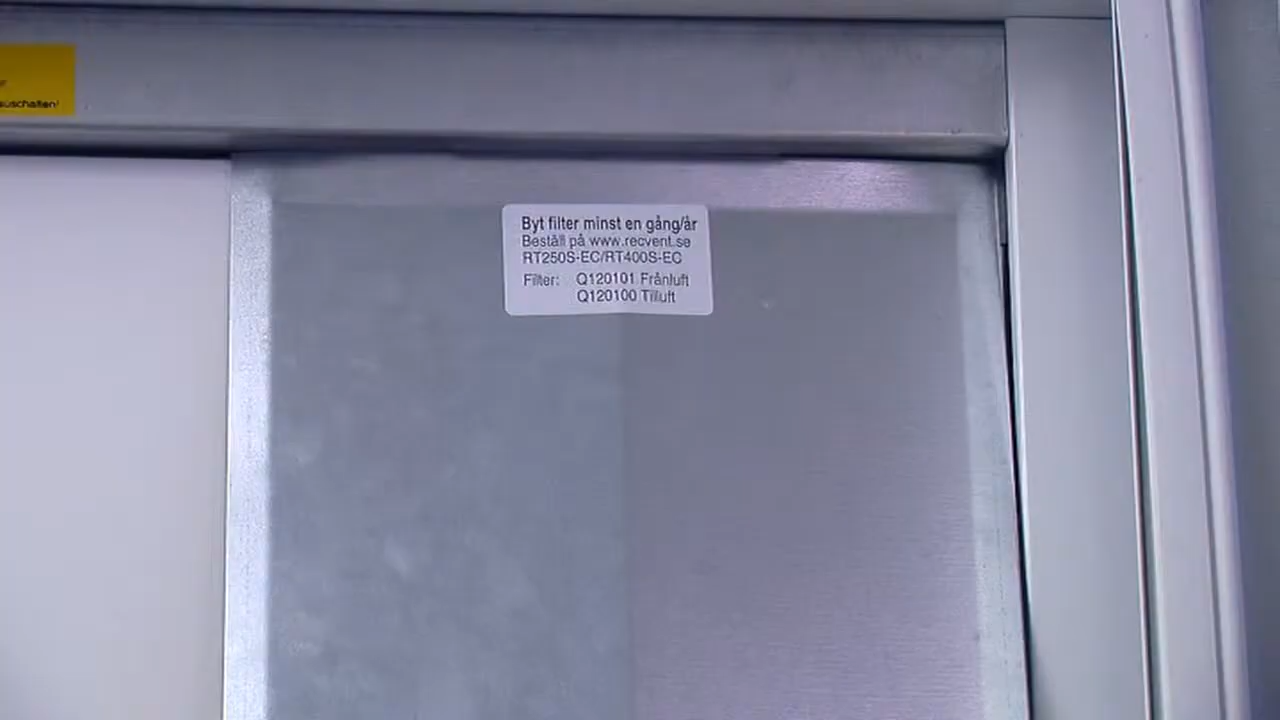 auschalten!
Byt filter minst en gång/år
Beställ på www.recvent.se
RT250S-EC/RT400S-EC
Filter: Q120101 Frånluft
Q120100 Tilluft